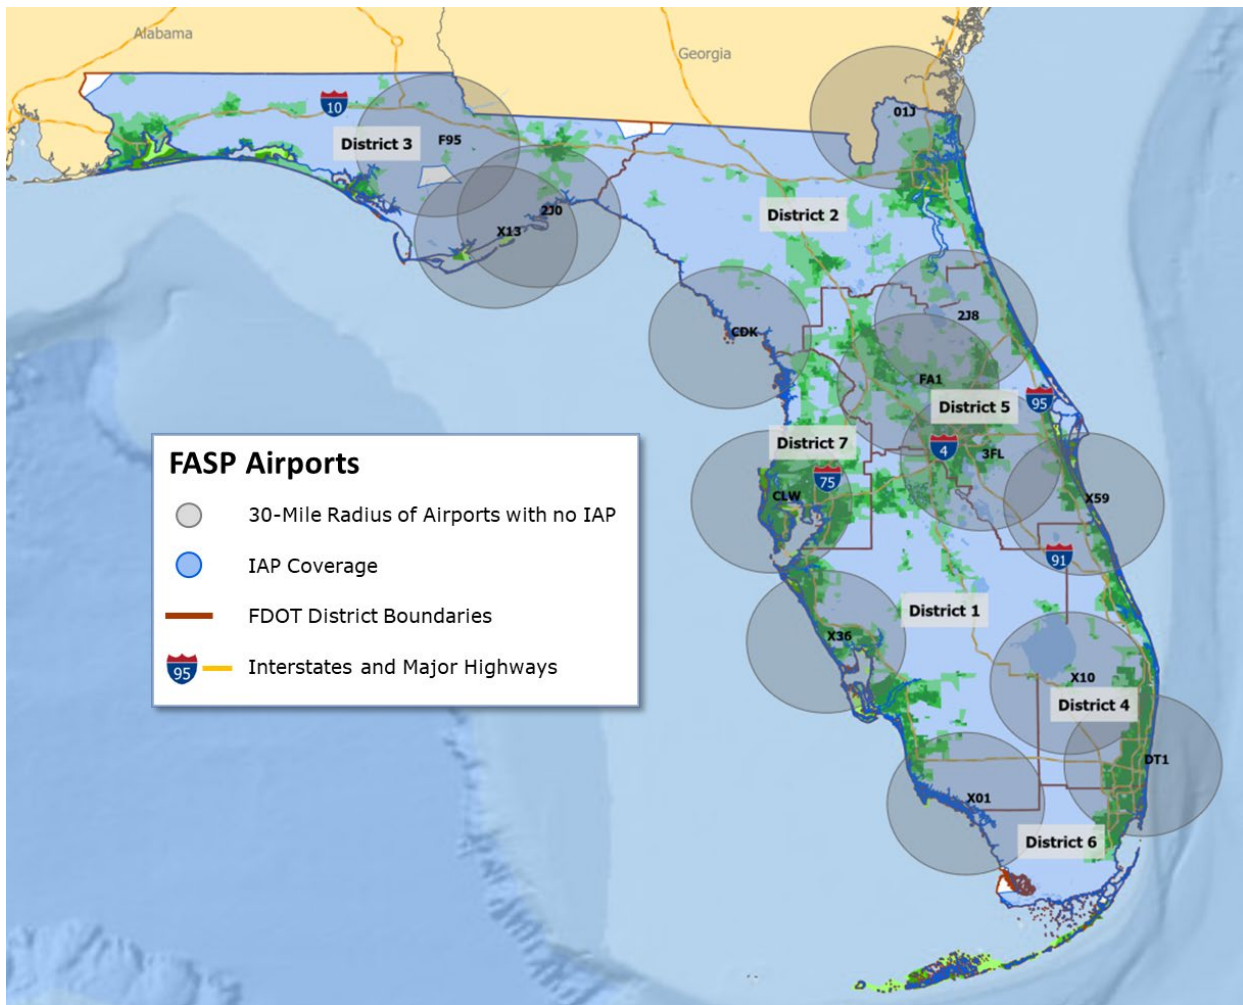 Alabama
Georgia
10
01J
District 3
F95
2J0
District 2
X13
2J8
CDK
FA1
95
District 5
District 7
4
3FL
75
CLW
X59
91
District 1
X36
X10
District 4
DT1
X01
District 6
FASP Airports
30-Mile Radius of Airports with no IAP
IAP Coverage
FDOT District Boundaries
95
Interstates and Major Highways